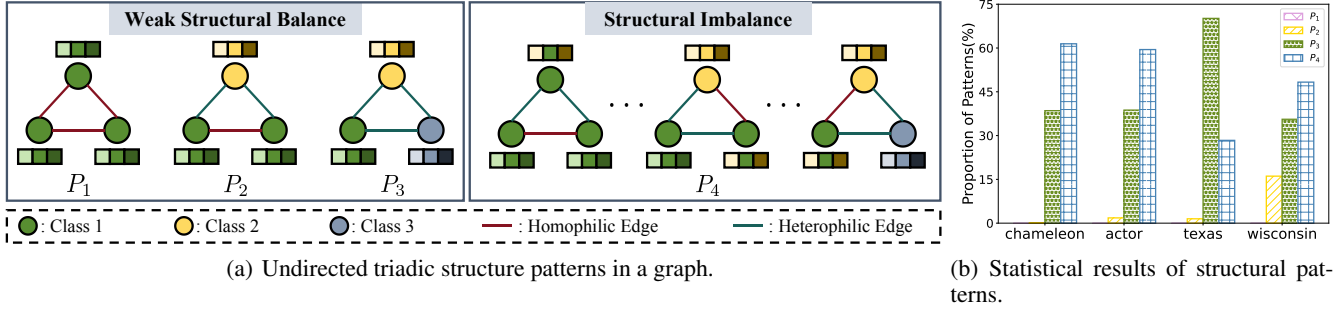 Weak Structural Balance
Structural Imbalance
. . .
. . .
P1
P2
P3
P4
: Class 1
: Class 2
: Class 3
: Homophilic Edge
: Heterophilic Edge
(a) Undirected triadic structure patterns in a graph.
Proportion of Patterns(%)
75
60
45
30
15
0
P1
P2
P3
P4
chameleon
actor
texas
wisconsin
(b) Statistical results of structural pat-
terns.